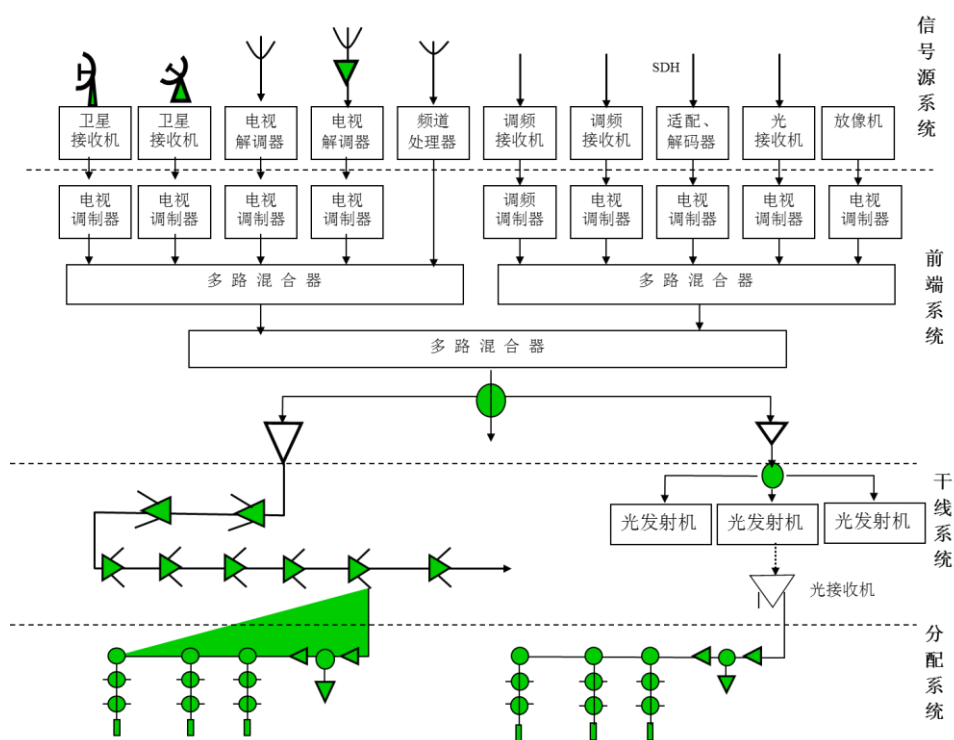 信号源系统
SDH
卫星
接收机
卫星
接收机
电视
解调器
电视
解调器
频道
处理器
调频
接收机
调频
接收机
适配、
解码器
光
接收机
放像机
电视
调制器
电视
调制器
电视
调制器
电视
调制器
调频
调制器
电视
调制器
电视
调制器
电视
调制器
电视
调制器
前端系统
多路混合器
多路混合器
多路混合器
干线系统
光发射机
光发射机
光发射机
光接收机
分配系统